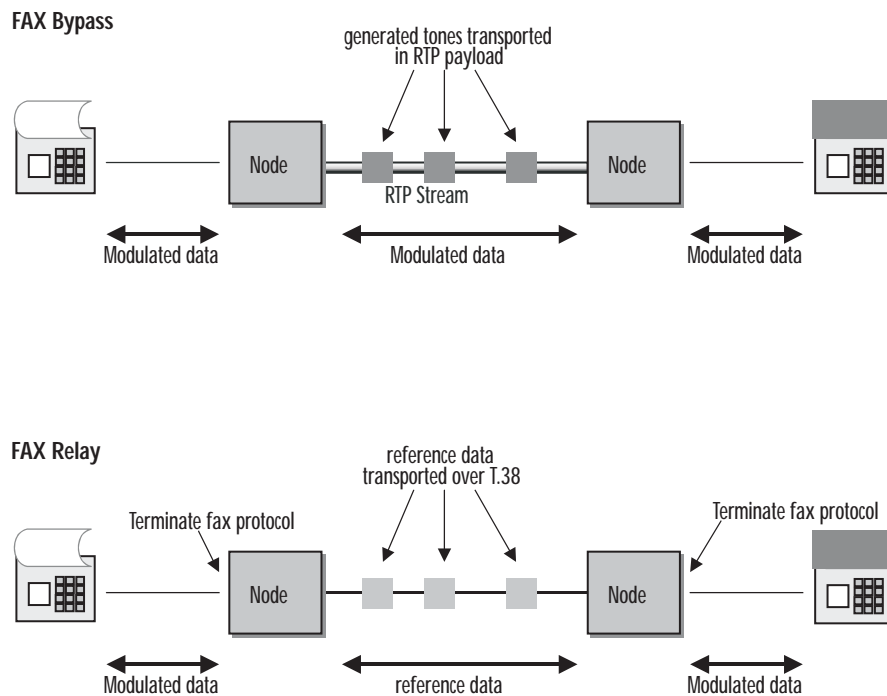 FAX Bypass
generated tones transported
in RTP payload
Node
Node
RTP Stream
Modulated data
Modulated data
Modulated data
FAX Relay
reference data
transported over T.38
Terminate fax protocol
Terminate fax protocol
Node
Node
Modulated data
reference data
Modulated data